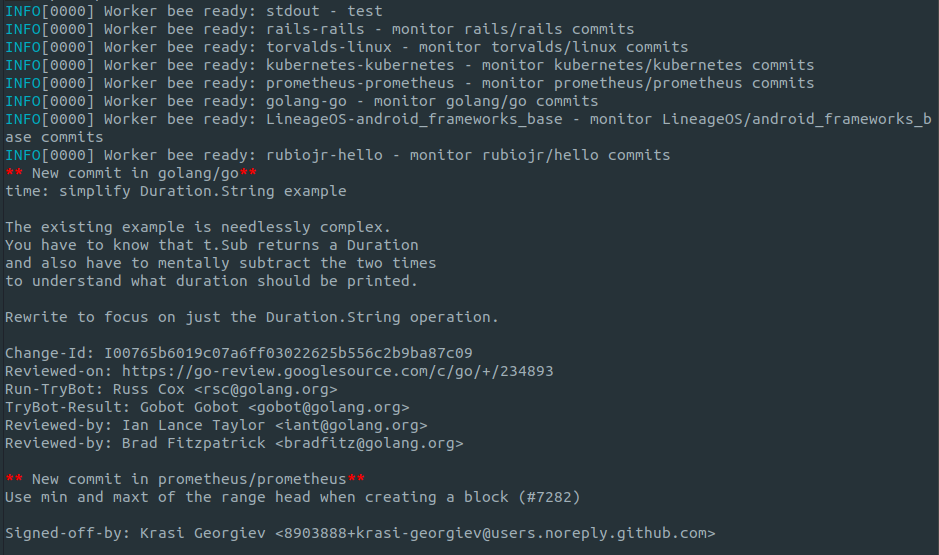 INFO[0000] Worker bee ready: stdout - test
INFO[0000] Worker bee ready: rails-rails - monitor rails/rails commits
INFO[0000] Worker bee ready: torvalds-linux - monitor torvalds/linux commits
INFO[0000] Worker bee ready: kubernetes-kubernetes - monitor kubernetes/kubernetes commits
INFO[0000] Worker bee ready: prometheus-prometheus - monitor prometheus/prometheus commits
INFO[0000] Worker bee ready: golang-go - monitor golang/go commits
INFO[0000] Worker bee ready: LineageOS-android_frameworks_base - monitor LineageOS/android_frameworks_b
ase commits
INFO[0000] Worker bee ready: rubiojr-hello - monitor rubiojr/hello commits
** New commit in golang/go**
time: simplify Duration.String example

The existing example is needlessly complex.
You have to know that t.Sub returns a Duration
and also have to mentally subtract the two times
to understand what duration should be printed.

Rewrite to focus on just the Duration.String operation.

Change-Id: I00765b6019c07a6ff03022625b556c2b9ba87c09
Reviewed-on: https://go-review.googlesource.com/c/go/+/234893
Run-TryBot: Russ Cox <rsc@golang.org>
TryBot-Result: Gobot Gobot <gobot@golang.org>
Reviewed-by: Ian Lance Taylor <iant@golang.org>
Reviewed-by: Brad Fitzpatrick <bradfitz@golang.org>

** New commit in prometheus/prometheus**
Use min and maxt of the range head when creating a block (#7282)

Signed-off-by: Krasi Georgiev <8903888+krasi-georgiev@users.noreply.github.com>